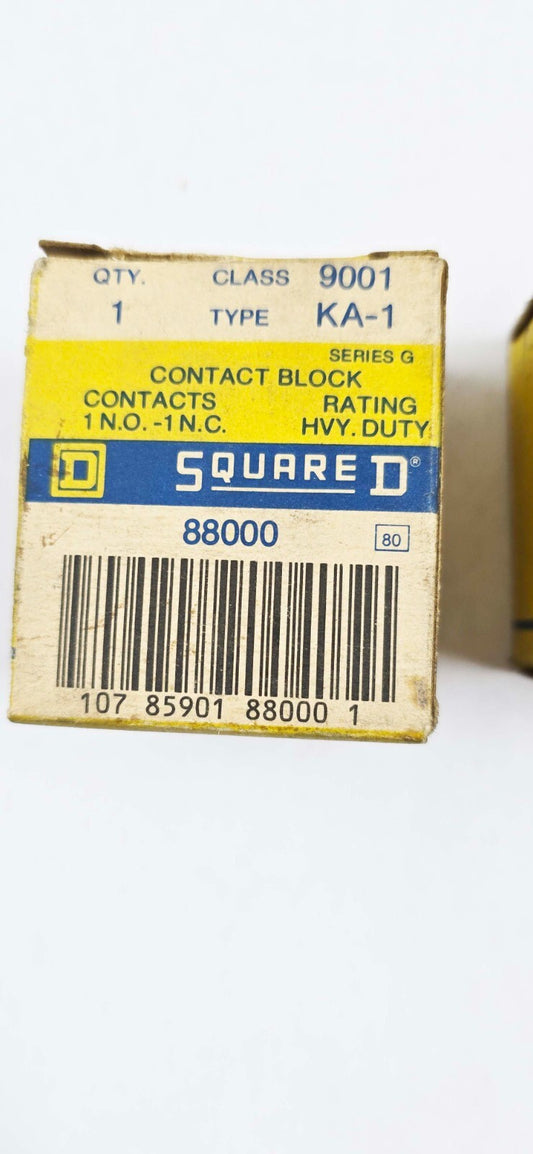 QTY. CLASS 9001
1 TYPE KA-1
SERIES G
CONTACT BLOCK
CONTACTS RATING
1 N.O. -1 N.C. HVY. DUTY
D SQUARE D®
88000 80
107 85901 88000 1